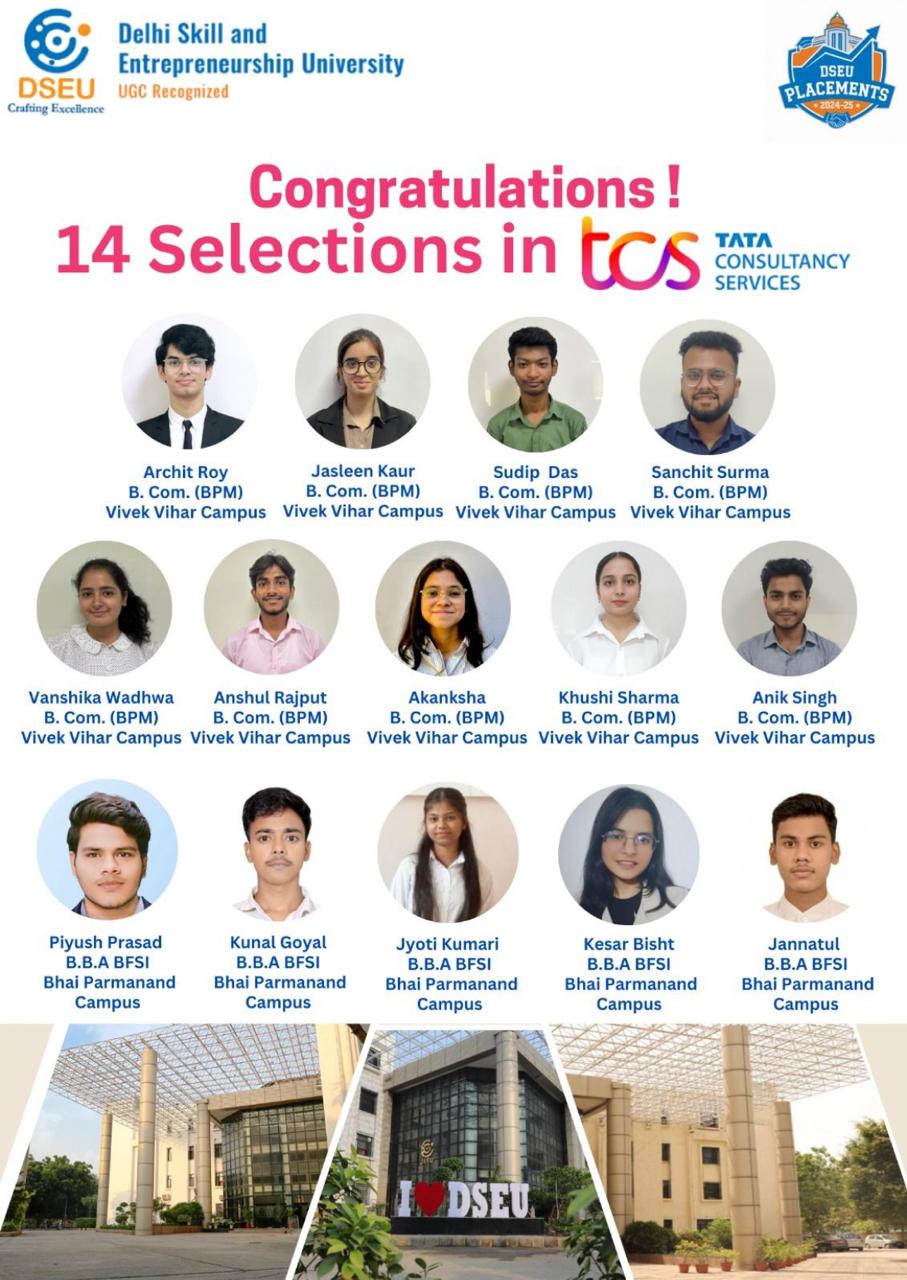 DSEU
Crafting Excellence
Delhi Skill and
Entrepreneurship University
UGC Recognized
DSEU
PLACEMENTS
2024-25
Congratulations !
14 Selections in tcs TATA
CONSULTANCY
SERVICES
Archit Roy
B. Com. (BPM)
Vivek Vihar Campus
Jasleen Kaur
B. Com. (BPM)
Vivek Vihar Campus
Sudip Das
B. Com. (BPM)
Vivek Vihar Campus
Sanchit Surma
B. Com. (BPM)
Vivek Vihar Campus
Vanshika Wadhwa
B. Com. (BPM)
Vivek Vihar Campus
Anshul Rajput
B. Com. (BPM)
Vivek Vihar Campus
Akanksha
B. Com. (BPM)
Vivek Vihar Campus
Khushi Sharma
B. Com. (BPM)
Vivek Vihar Campus
Anik Singh
B. Com. (BPM)
Vivek Vihar Campus
Piyush Prasad
B.B.A BFSI
Bhai Parmanand
Campus
Kunal Goyal
B.B.A BFSI
Bhai Parmanand
Campus
Jyoti Kumari
B.B.A BFSI
Bhai Parmanand
Campus
Kesar Bisht
B.B.A BFSI
Bhai Parmanand
Campus
Jannatul
B.B.A BFSI
Bhai Parmanand
Campus
DSEU
I ❤ DSEU